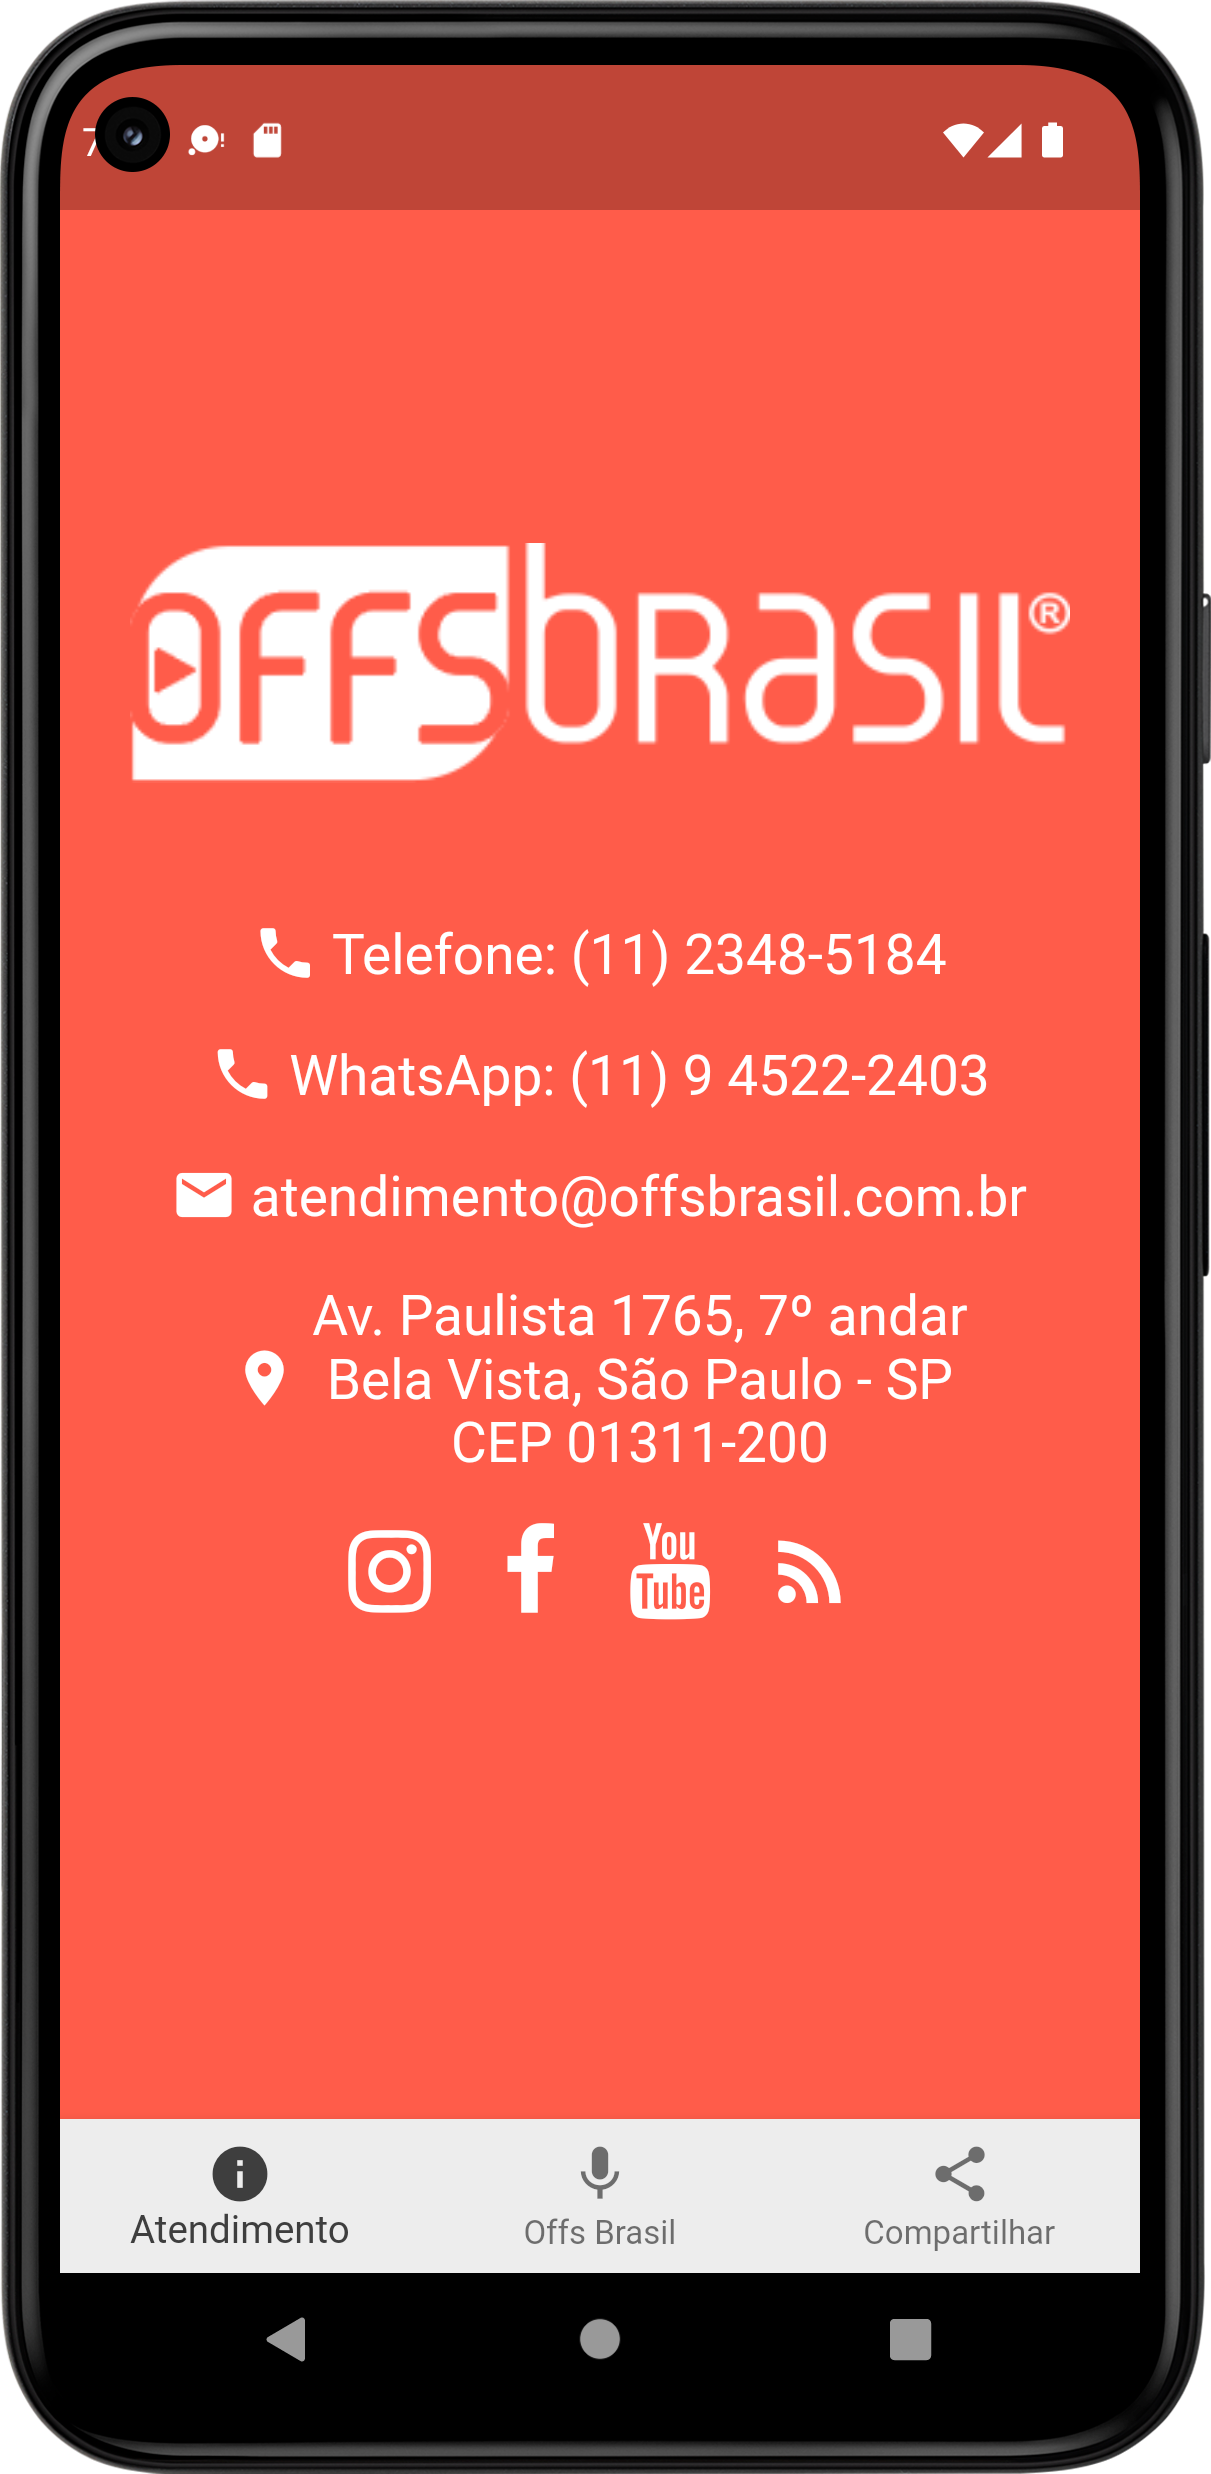 OFFSBRASIL®
Telefone: (11) 2348-5184
WhatsApp: (11) 9 4522-2403
atendimento@offsbrasil.com.br
Av. Paulista 1765, 7º andar
Bela Vista, São Paulo - SP
CEP 01311-200
You
Tube
Atendimento
Offs Brasil
Compartilhar